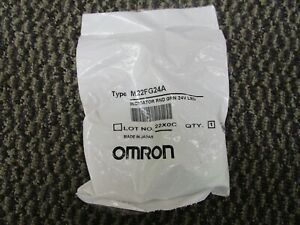 Type M22FG24A
INDICATOR RND GRN 24V LED
LOT NO. 22X0C QTY. 1
MADE IN JAPAN
OMRON